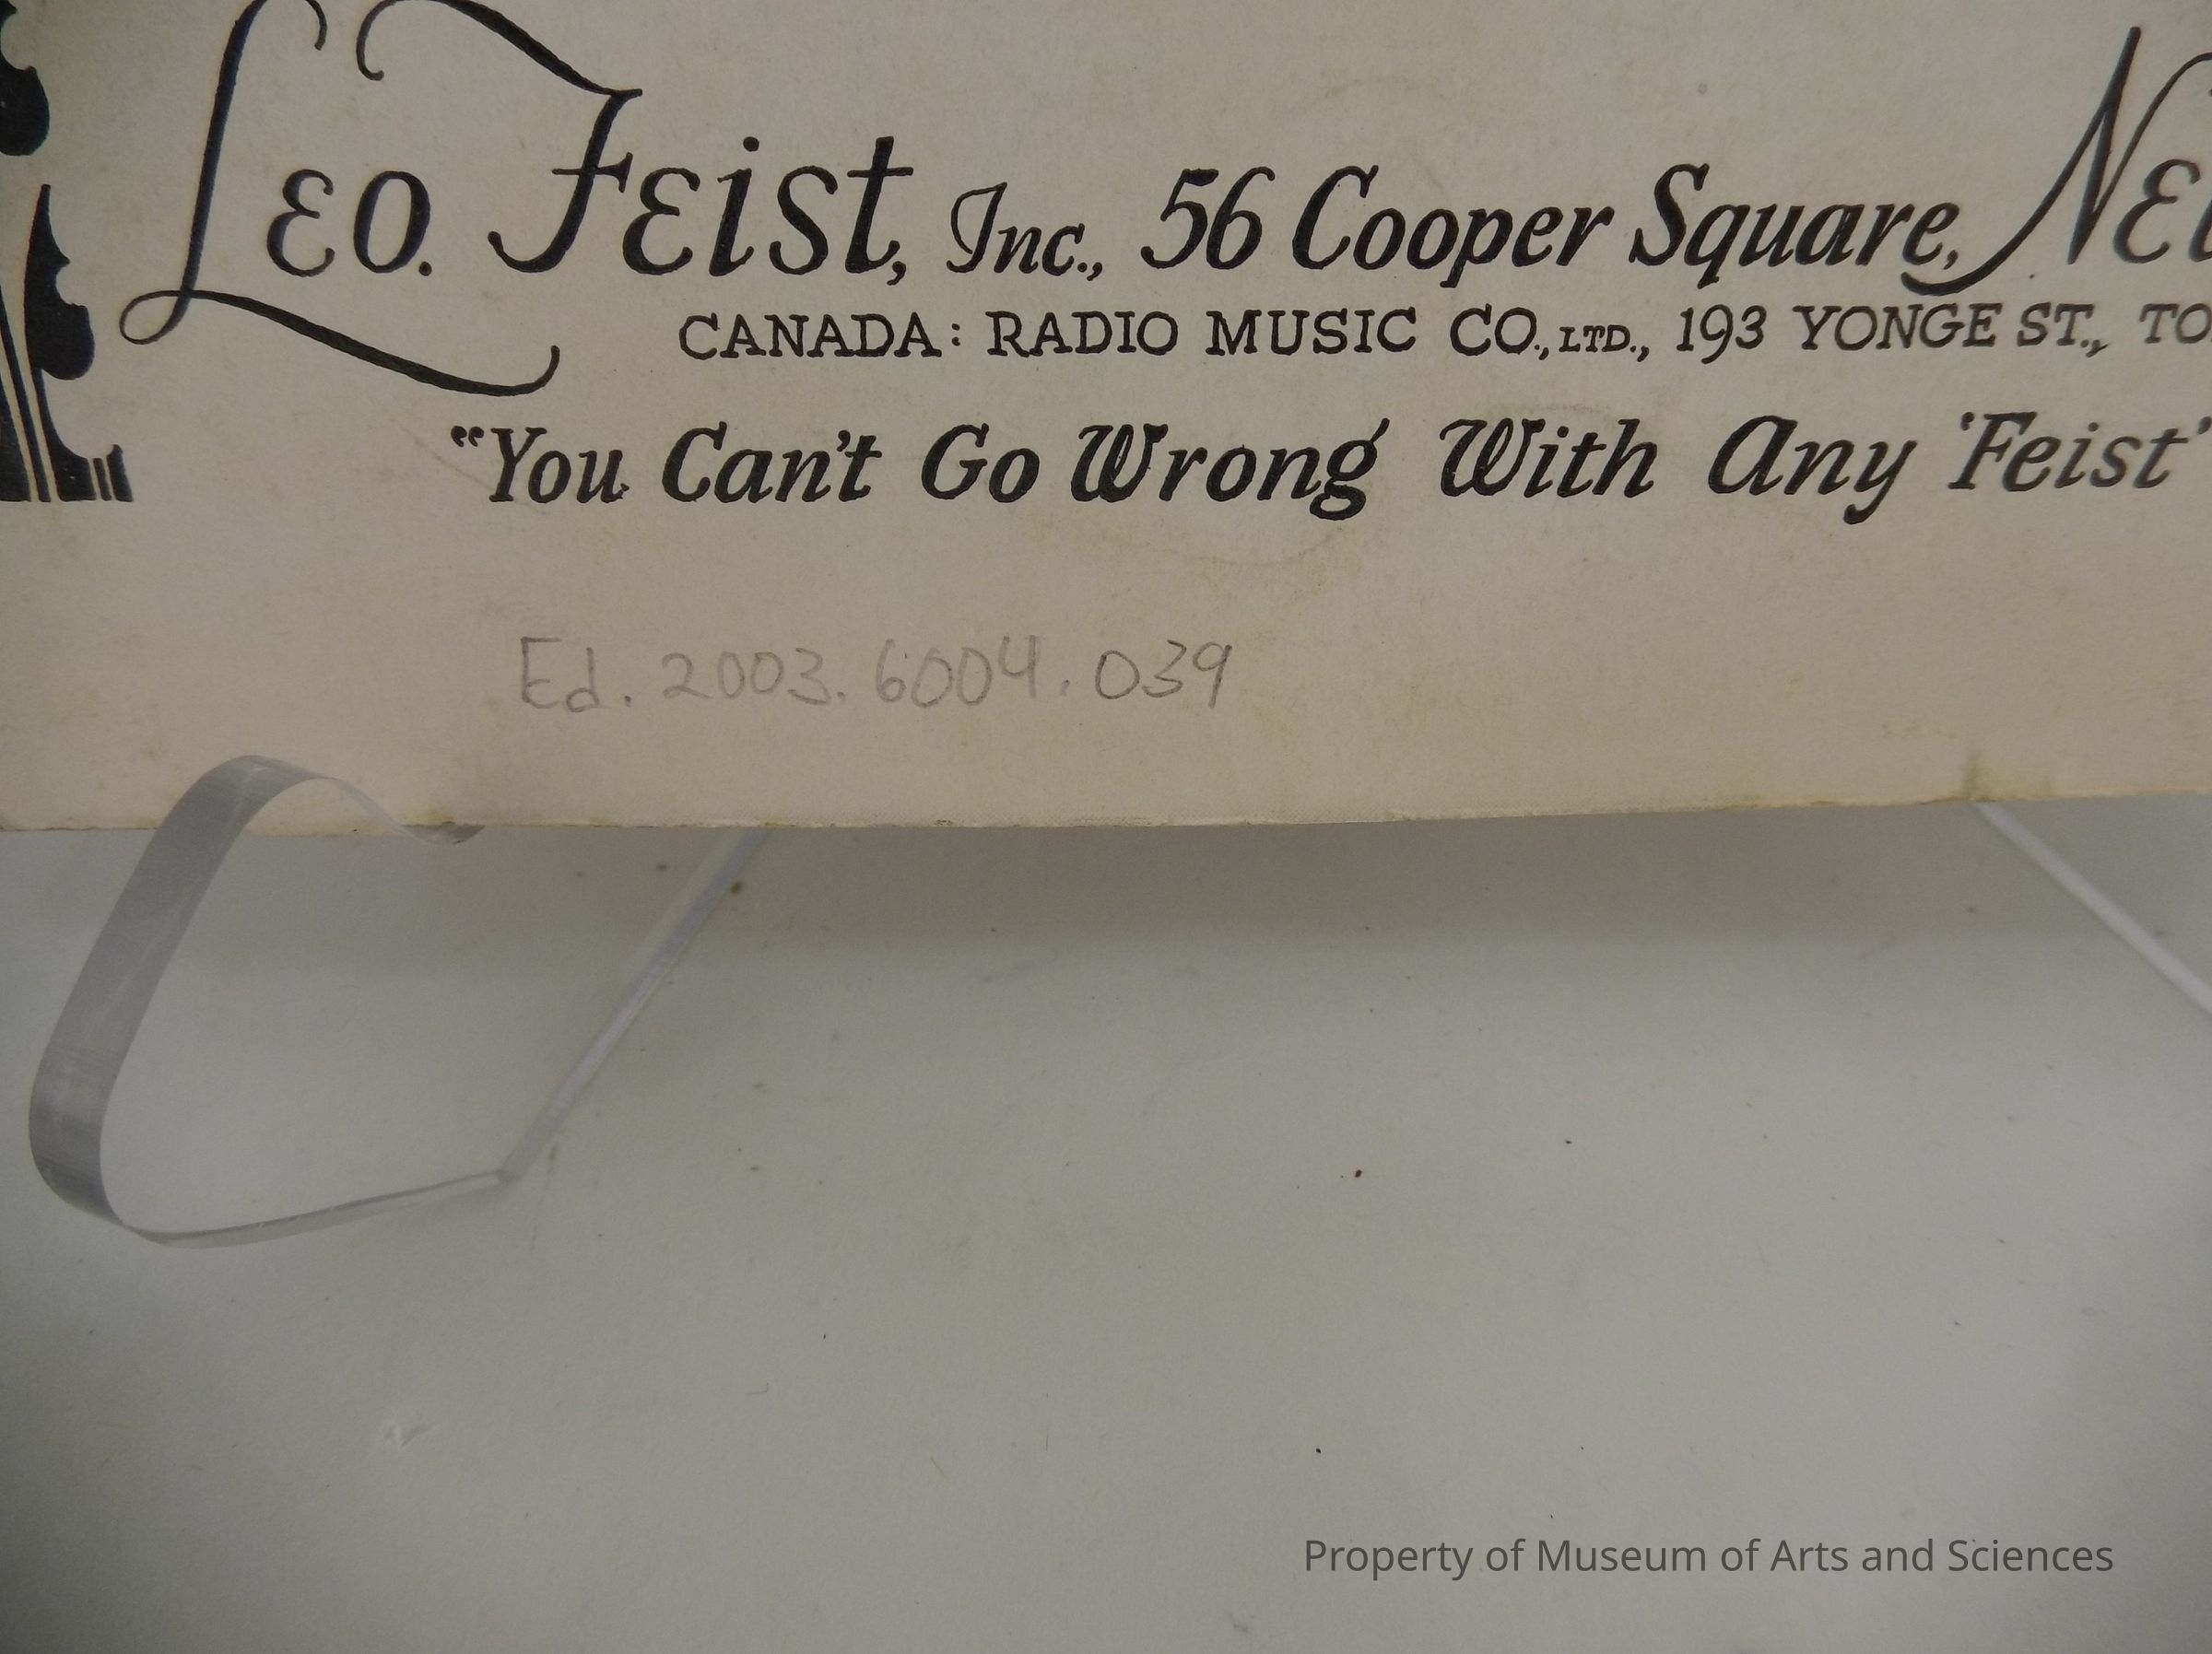 Leo. Feist, Inc., 56 Cooper Square,
CANADA: RADIO MUSIC CO., LTD., 193 YONGE ST.,
"You Can't Go Wrong With Any 'Feist'
Ed. 2003.6004.039
Property of Museum of Arts and Sciences